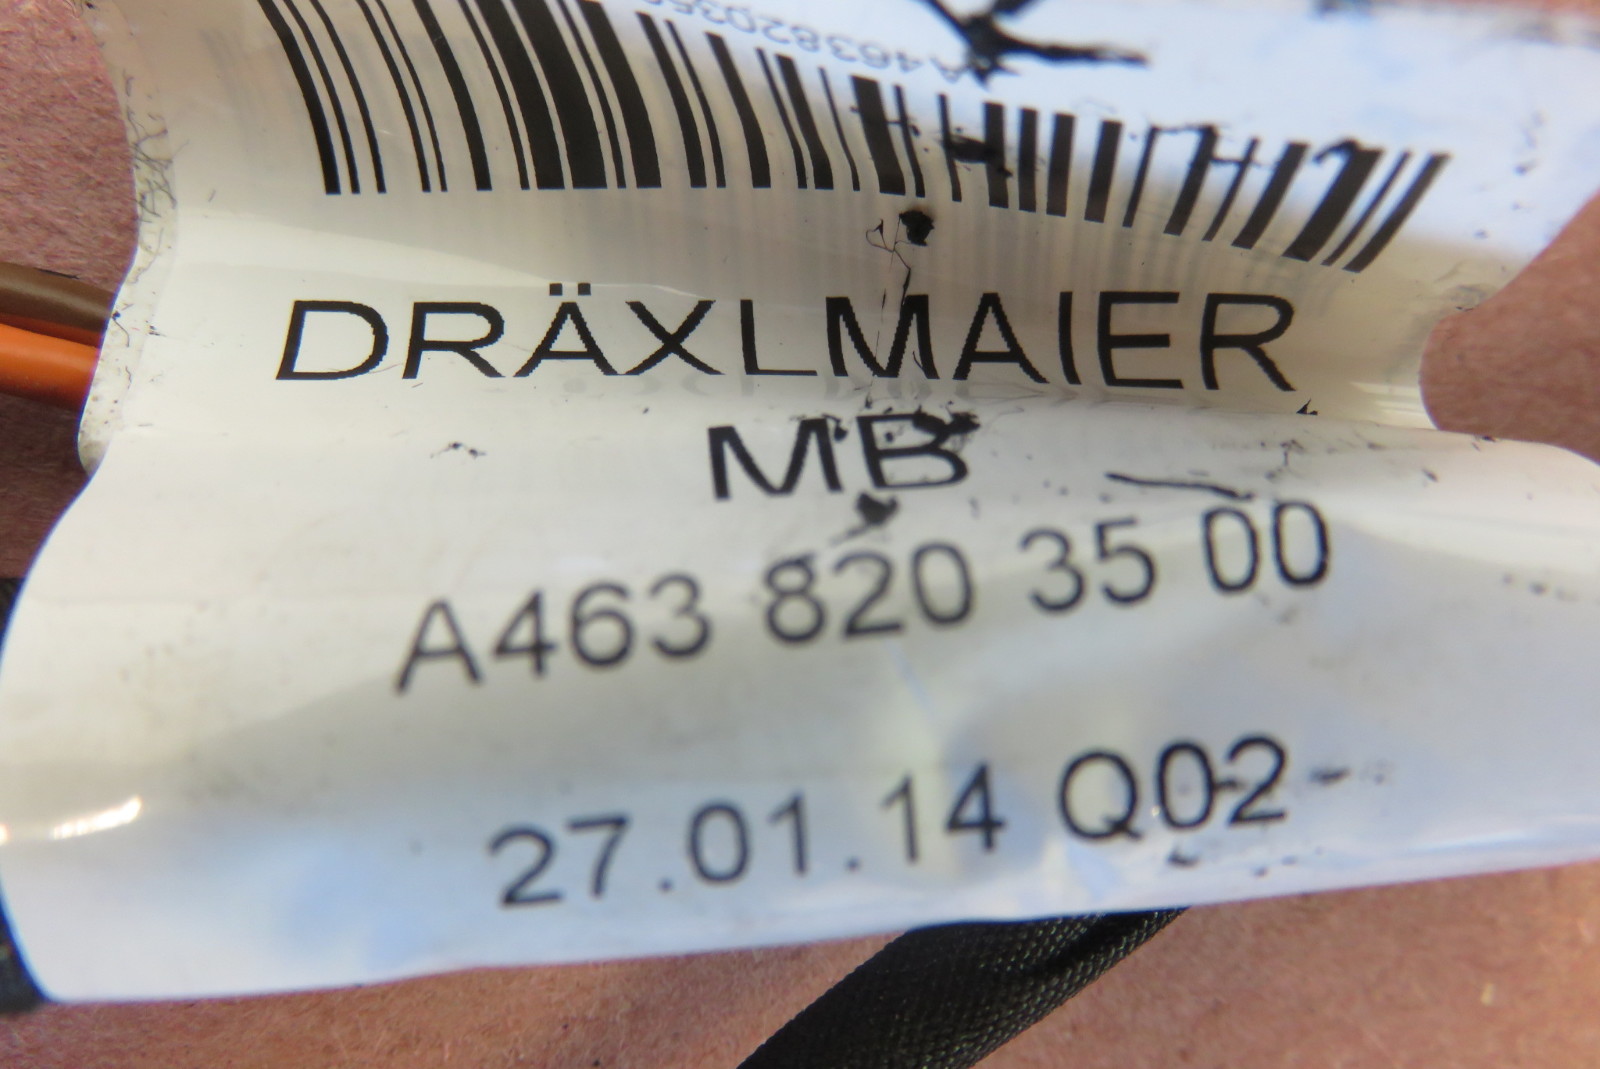 DRÄXLMAIER
MB
A463 820 35 00
27.01.14 Q02